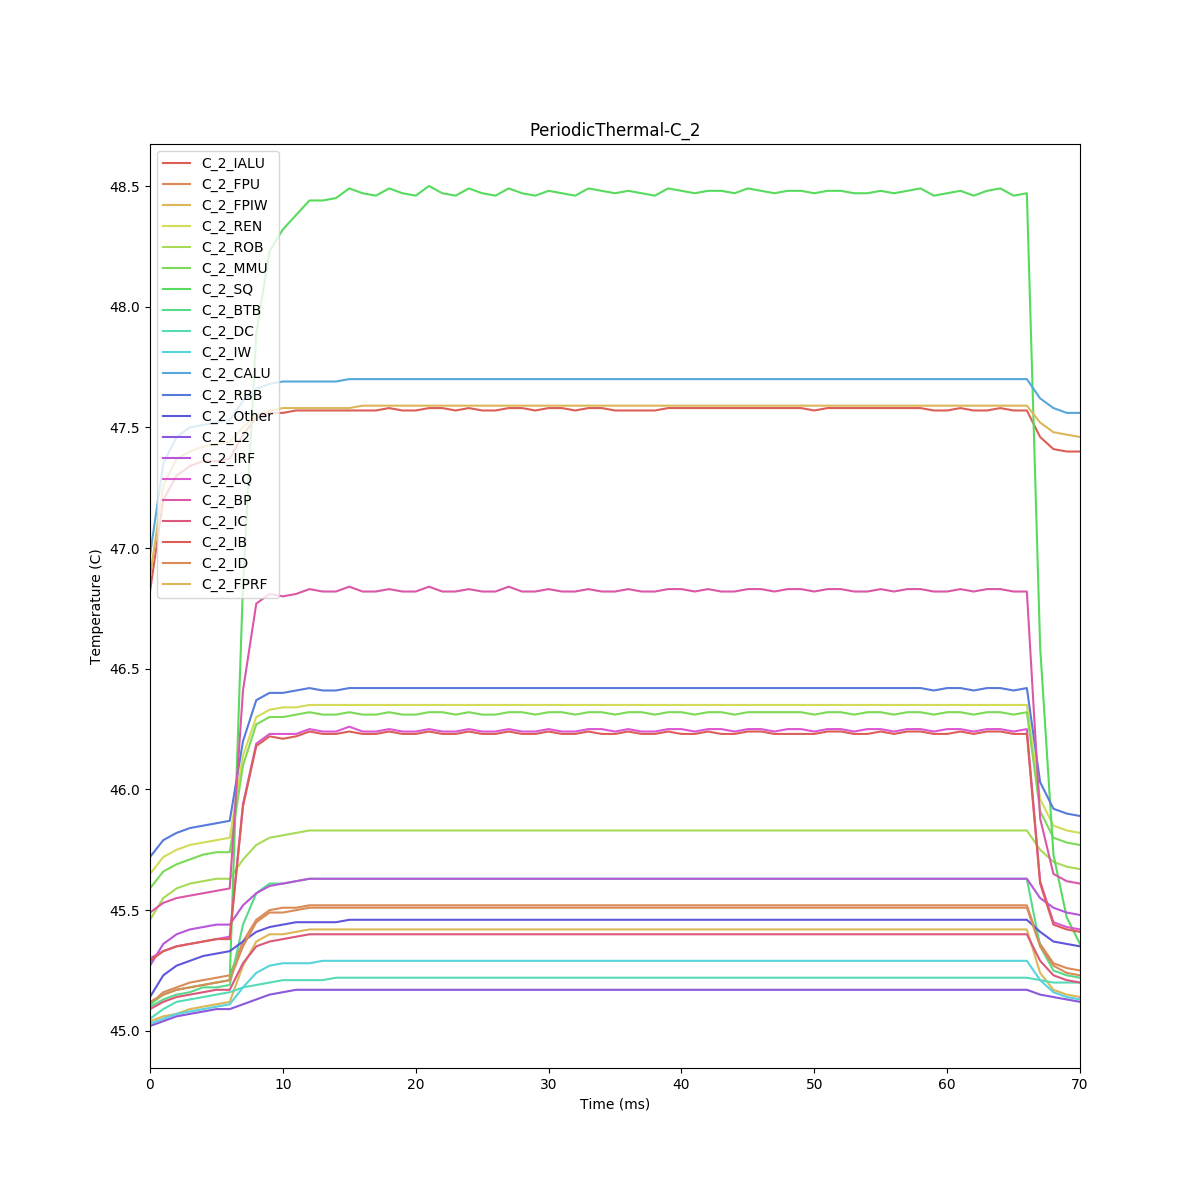 PeriodicThermal-C_2
C_2_IALU
C_2_FPU
C_2_FPIW
C_2_REN
C_2_ROB
C_2_MMU
C_2_SQ
C_2_BTB
C_2_DC
C_2_IW
C_2_CALU
C_2_RBB
C_2_Other
C_2_L2
C_2_IRF
C_2_LQ
C_2_BP
C_2_IC
C_2_IB
C_2_ID
C_2_FPRF
48.5
48.0
47.5
47.0
46.5
46.0
45.5
45.0
Temperature (C)
0 10 20 30 40 50 60 70
Time (ms)